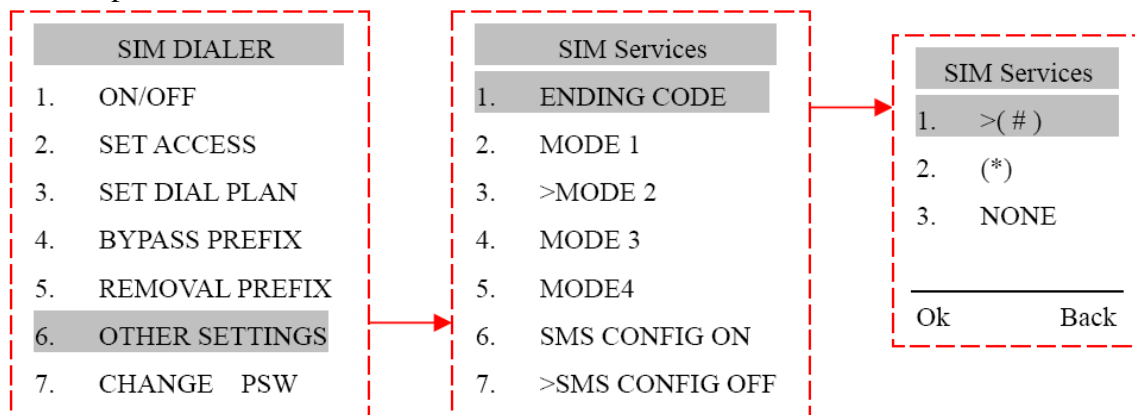 SIM DIALER
1. ON/OFF
2. SET ACCESS
3. SET DIAL PLAN
4. BYPASS PREFIX
5. REMOVAL PREFIX
6. OTHER SETTINGS
7. CHANGE PSW
SIM Services
1. ENDING CODE
2. MODE 1
3. >MODE 2
4. MODE 3
5. MODE4
6. SMS CONFIG ON
7. >SMS CONFIG OFF
SIM Services
1. >( # )
2. (*)
3. NONE
Ok Back